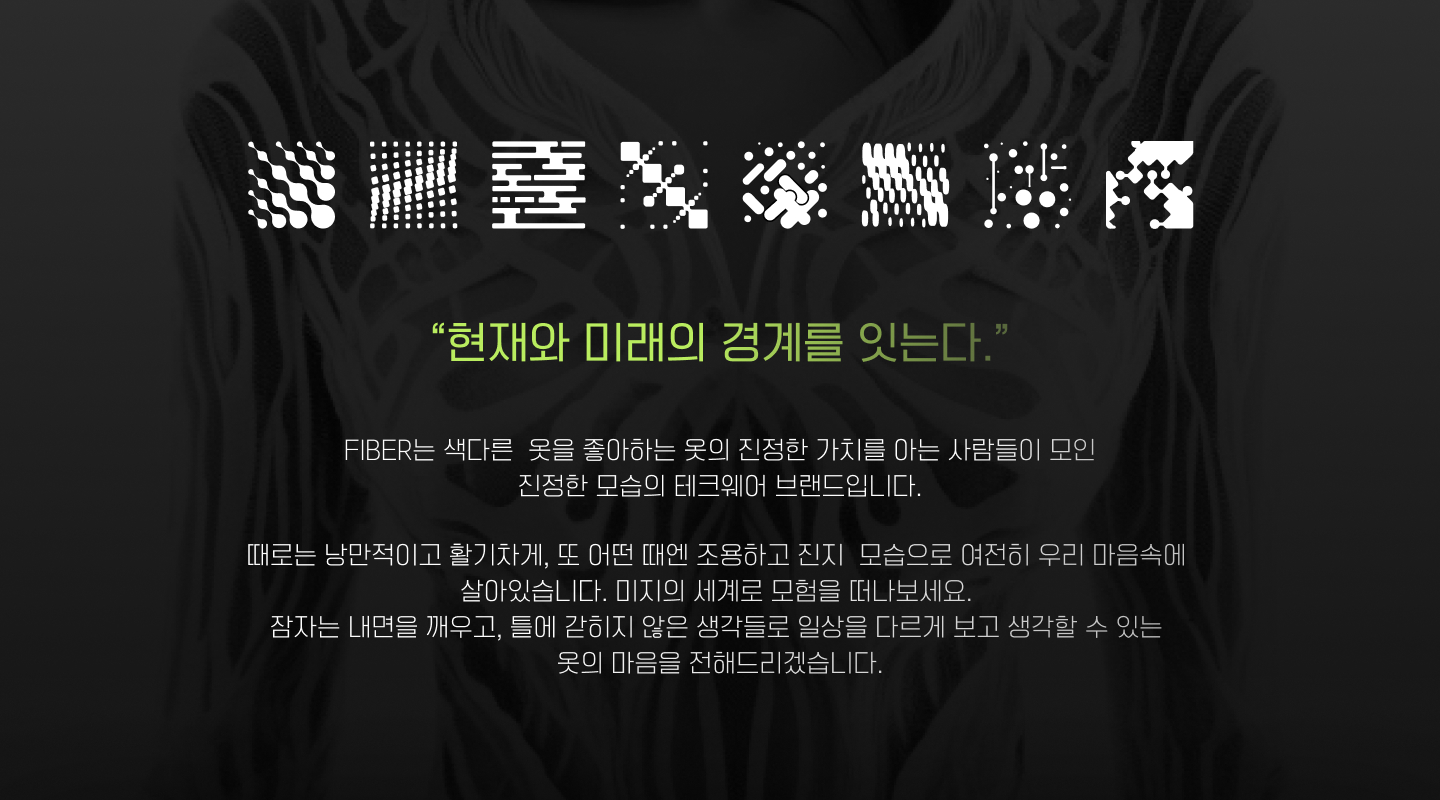 “현재와 미래의 경계를 잇는다.”
FIBER는 색다른 옷을 좋아하는 옷의 진정한 가치를 아는 사람들이 모인
진정한 모습의 테크웨어 브랜드입니다.
때로는 낭만적이고 활기차게, 또 어떤 때엔 조용하고 진지 모습으로 여전히 우리 마음속에
살아있습니다. 미지의 세계로 모험을 떠나보세요.
잠자는 내면을 깨우고, 틀에 갇히지 않은 생각들로 일상을 다르게 보고 생각할 수 있는
옷의 마음을 전해드리겠습니다.